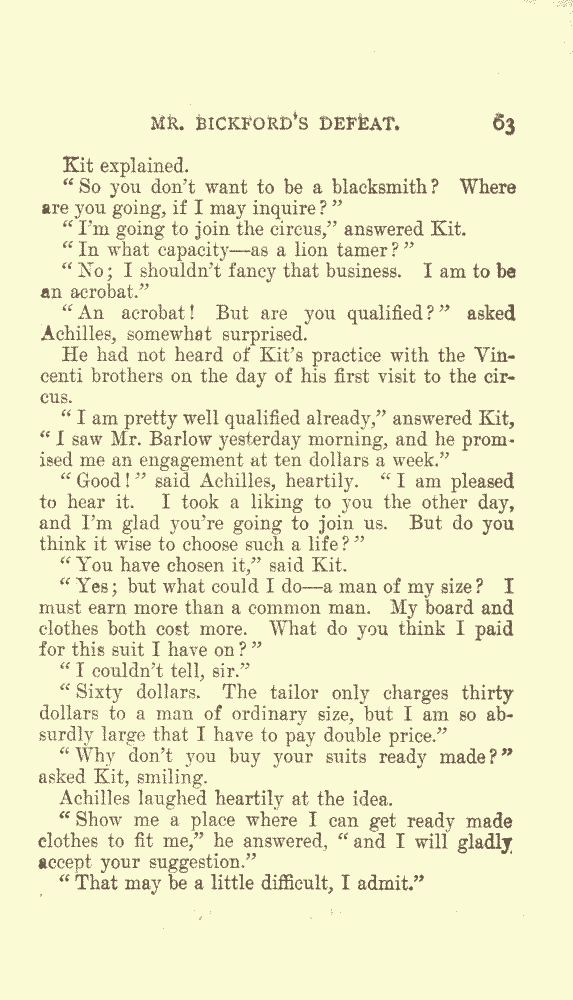 MR. BICKFORD'S DEFEAT. 63
Kit explained.
“So you don’t want to be a blacksmith? Where
are you going, if I may inquire?”
“I’m going to join the circus,” answered Kit.
“In what capacity—as a lion tamer?”
“No; I shouldn’t fancy that business. I am to be
an acrobat.”
“An acrobat! But are you qualified?” asked
Achilles, somewhat surprised.
He had not heard of Kit’s practice with the Vin-
centi brothers on the day of his first visit to the cir-
cus.
“I am pretty well qualified already,” answered Kit,
“I saw Mr. Barlow yesterday morning, and he prom-
ised me an engagement at ten dollars a week.”
“Good!” said Achilles, heartily. “I am pleased
to hear it. I took a liking to you the other day,
and I’m glad you’re going to join us. But do you
think it wise to choose such a life?”
“You have chosen it,” said Kit.
“Yes; but what could I do—a man of my size? I
must earn more than a common man. My board and
clothes both cost more. What do you think I paid
for this suit I have on?”
“I couldn’t tell, sir.”
“Sixty dollars. The tailor only charges thirty
dollars to a man of ordinary size, but I am so ab-
surdly large that I have to pay double price.”
“Why don’t you buy your suits ready made?”
asked Kit, smiling.
Achilles laughed heartily at the idea.
“Show me a place where I can get ready made
clothes to fit me,” he answered, “and I will gladly
accept your suggestion.”
“That may be a little difficult, I admit.”